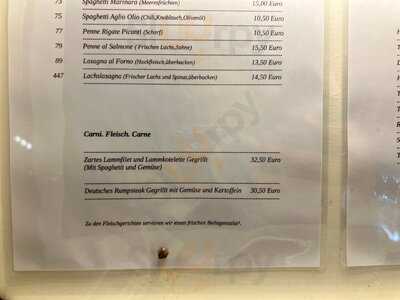 73 Spaghetti Marinara (Meeresfrüchte) 15,00 Euro
75 Spaghetti Aglio Olio (Chili,Knoblauch,Olivenöl) 10,50 Euro
77 Penne Rigate Picanti (Scharf) 10,50 Euro
79 Penne al Salmone ( Frischen Lachs,Sahne) 15,50 Euro
89 Lasagna al Forno (Hackfleisch,überbacken) 13,50 Euro
447 Lachslasagna (Frischer Lachs und Spinat,überbacken) 14,50 Euro
Carni. Fleisch. Carne
Zartes Lammfilet und Lammkotelette Gegrillt 32,50 Euro
(Mit Spaghetti und Gemüse)
Deutsches Rumpsteak Gegrillt mit Gemüse und Kartoffeln 30,50 Euro
Zu den Fleischgerichten servieren wir einen frischen Beilagensalat.